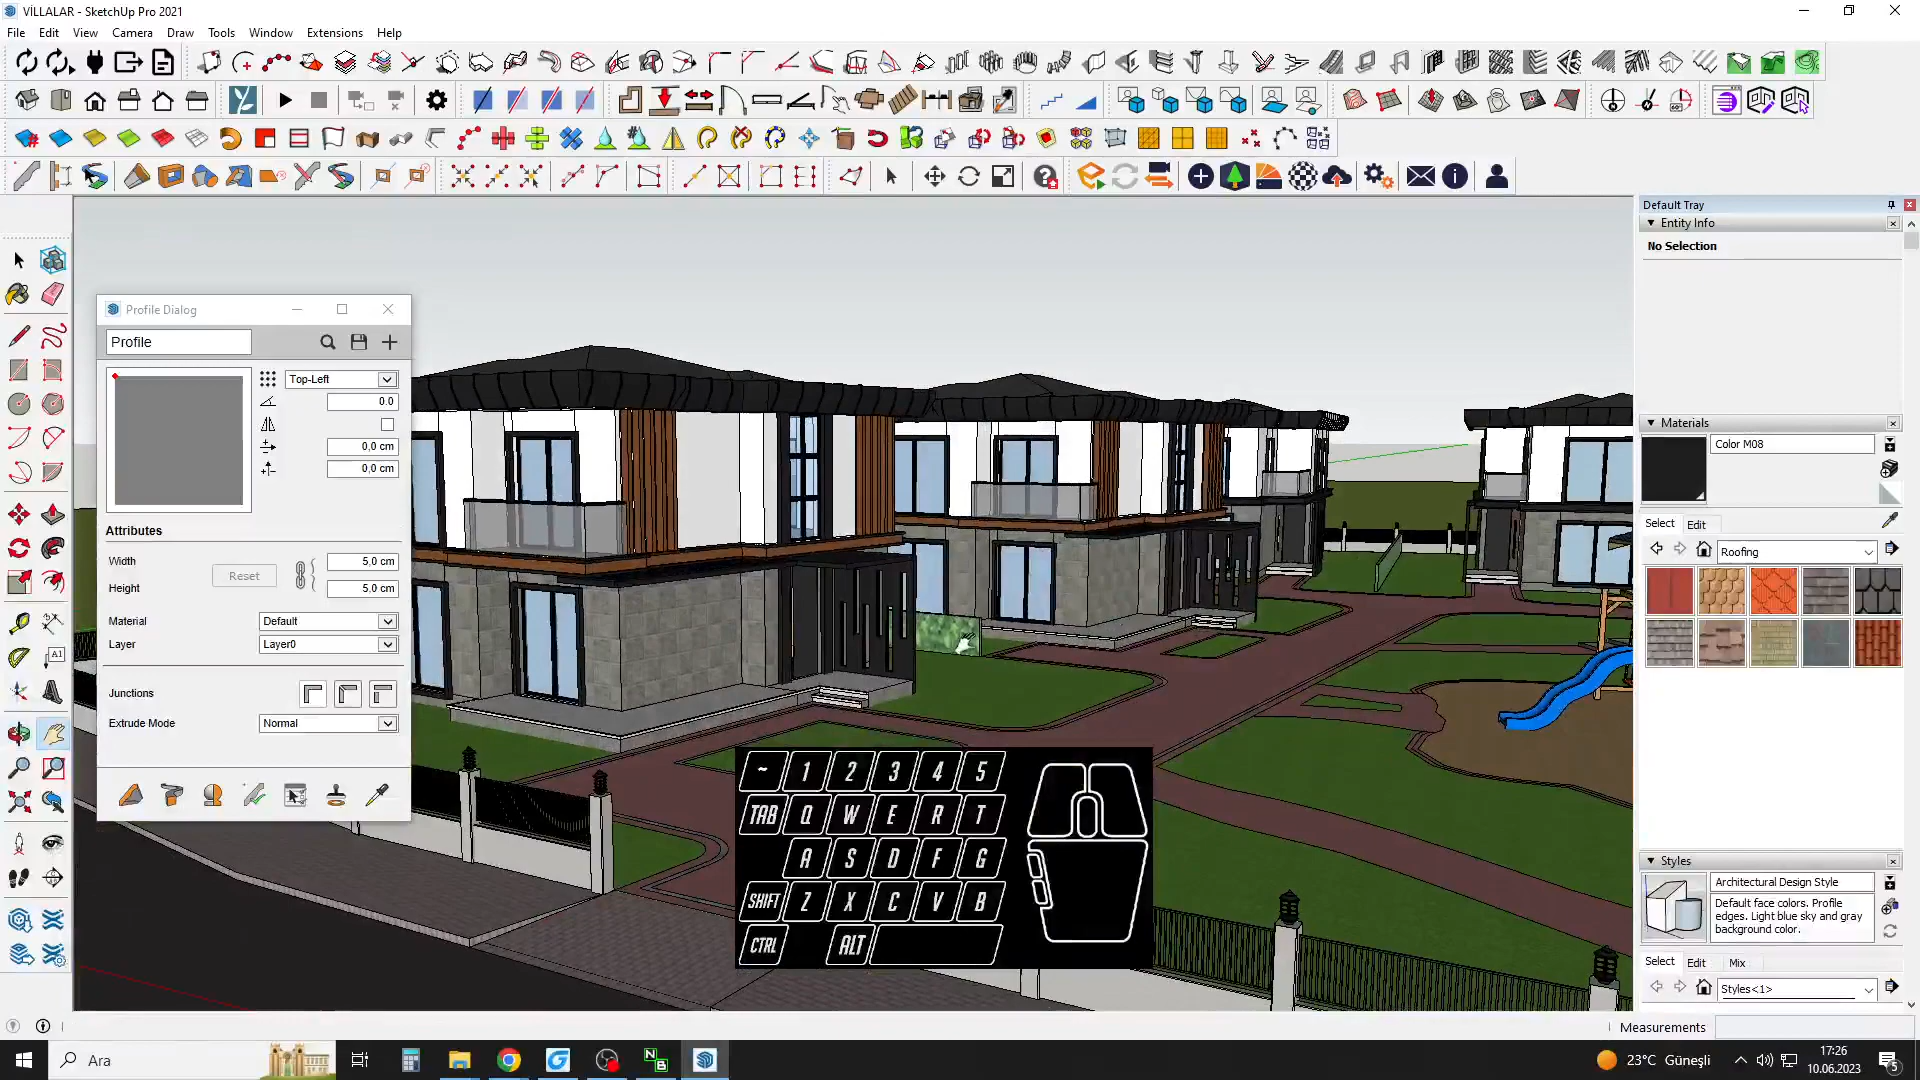 VİLLALAR - SketchUp Pro 2021
File Edit View Camera Draw Tools Window Extensions Help
Default Tray
Entity Info
No Selection
Profile Dialog
Profile
Top-Left
0.0
0,0 cm
0,0 cm
Attributes
Width 5,0 cm
Reset
Height 5,0 cm
Material Default
Layer Layer0
Junctions
Extrude Mode Normal
A1
Materials
Color M08
Select Edit
Roofing
~ 1 2 3 4 5
TAB Q W E R T
A S D F G
SHIFT Z X C V B
CTRL ALT
Styles
Architectural Design Style
Default face colors. Profile
edges. Light blue sky and gray
background color.
Select Edit Mix
Styles<1>
Measurements
Ara
N
B
23°C Güneşli
17:26
10.06.2023
5